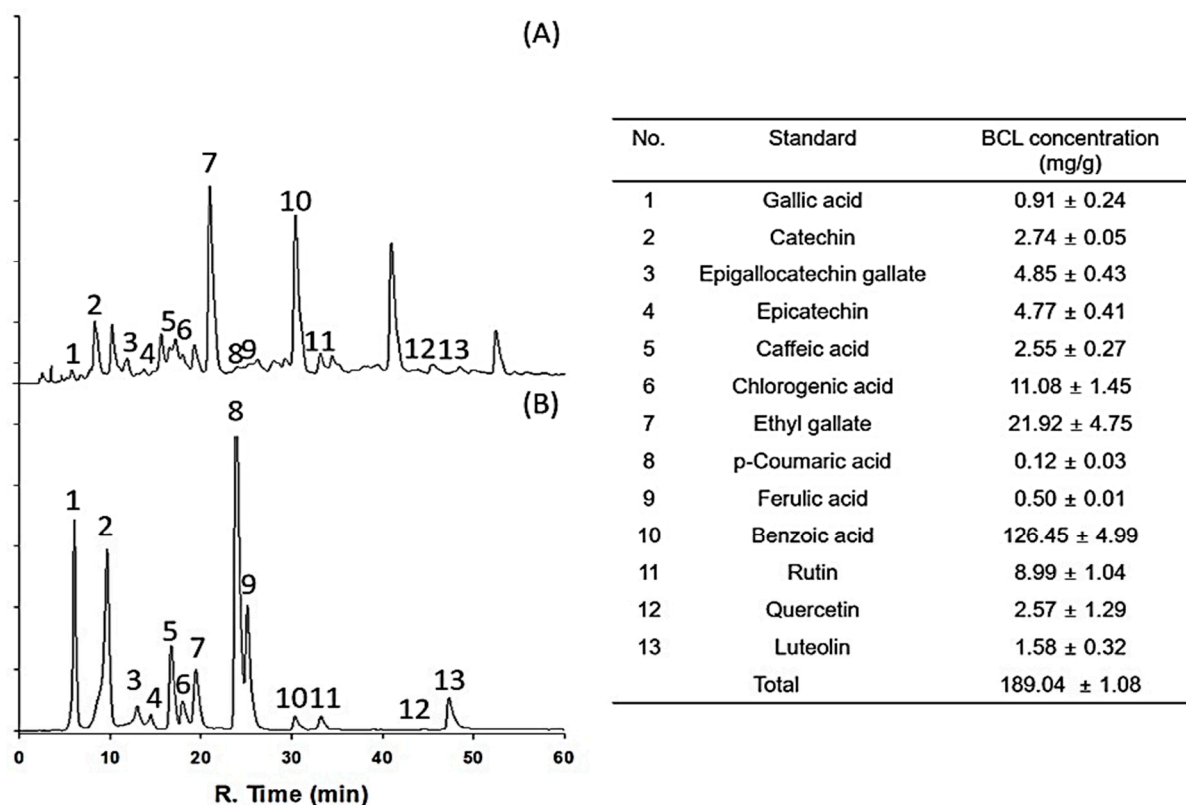 (A)
7
10
2
5
6
3
1
4
8
9
11
12
13
(B)
8
1
2
9
5
7
3
4
6
10
11
12
13
0
10
20
30
40
50
60
R. Time (min)
No. Standard BCL concentration
(mg/g)
1 Gallic acid 0.91 ± 0.24
2 Catechin 2.74 ± 0.05
3 Epigallocatechin gallate 4.85 ± 0.43
4 Epicatechin 4.77 ± 0.41
5 Caffeic acid 2.55 ± 0.27
6 Chlorogenic acid 11.08 ± 1.45
7 Ethyl gallate 21.92 ± 4.75
8 p-Coumaric acid 0.12 ± 0.03
9 Ferulic acid 0.50 ± 0.01
10 Benzoic acid 126.45 ± 4.99
11 Rutin 8.99 ± 1.04
12 Quercetin 2.57 ± 1.29
13 Luteolin 1.58 ± 0.32
Total 189.04 ± 1.08